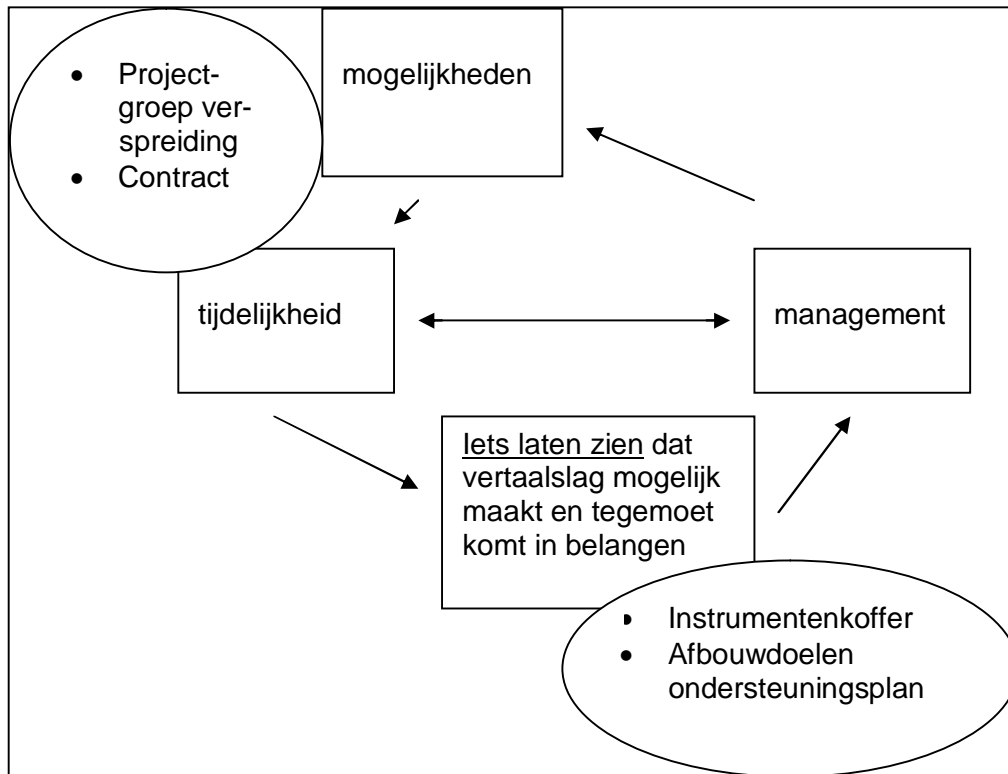 • Project-
groep ver-
spreiding
• Contract
mogelijkheden
tijdelijkheid
management
Iets laten zien dat
vertaalslag mogelijk
maakt en tegemoet
komt in belangen
• Instrumentenkoffer
• Afbouwdoelen
ondersteuningsplan